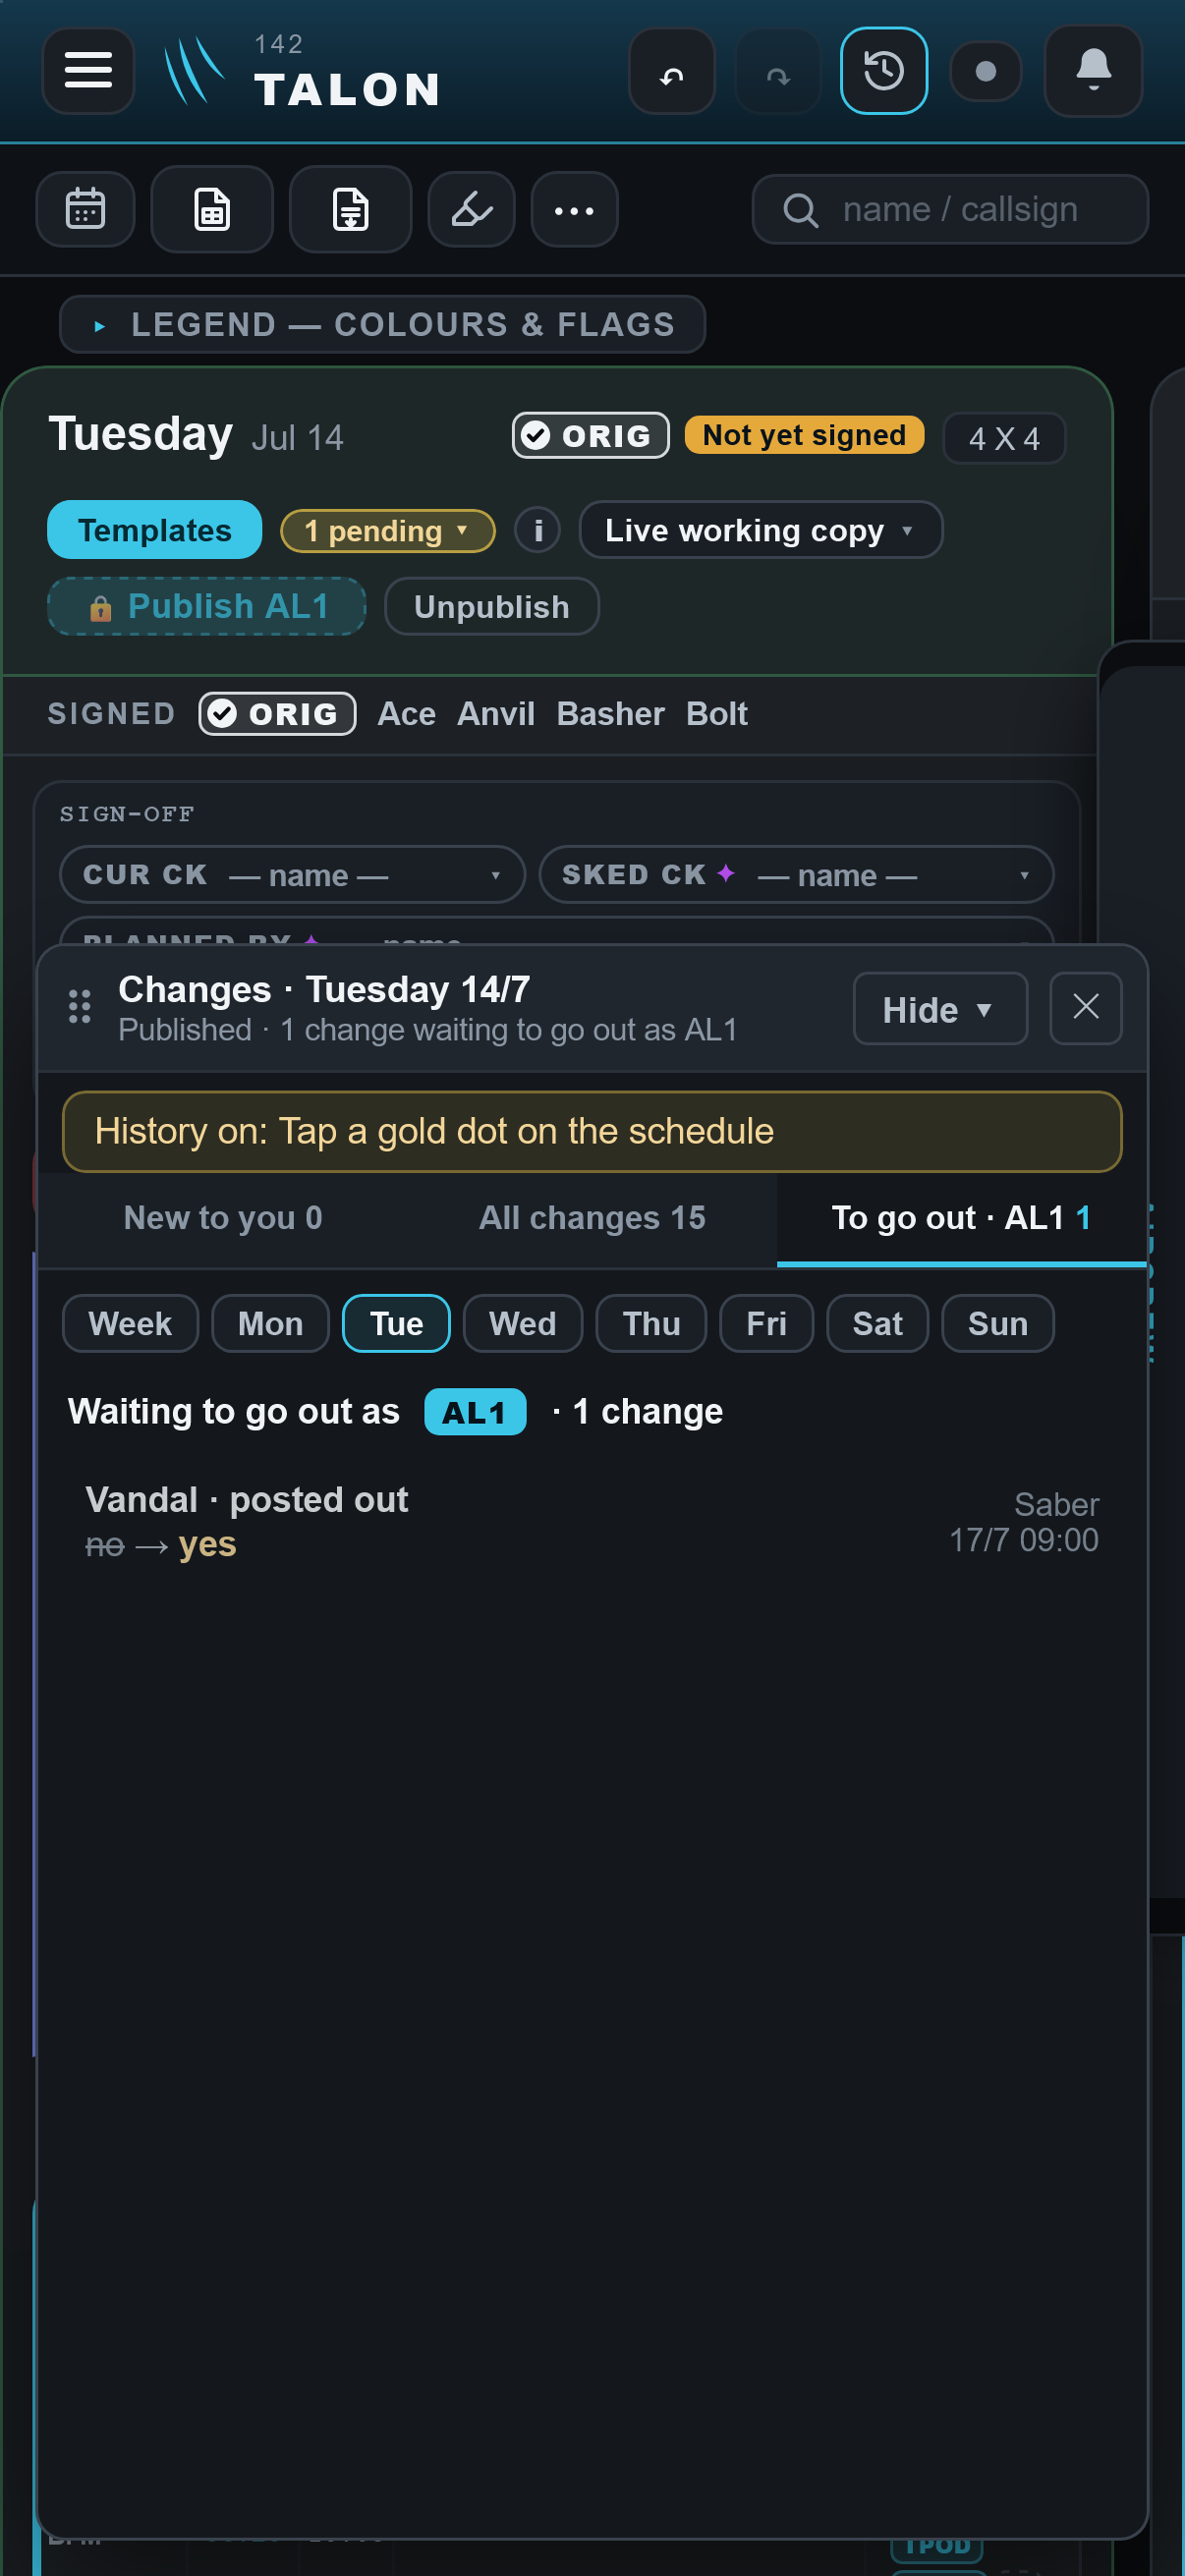 142
TALON
name / callsign
LEGEND — COLOURS & FLAGS
Tuesday Jul 14 ORIG Not yet signed 4 X 4
Templates 1 pending i Live working copy
Publish AL1 Unpublish
SIGNED ORIG Ace Anvil Basher Bolt
SIGN-OFF
CUR CK — name — SKED CK — name —
PLANNED BY — name —
Changes · Tuesday 14/7
Published · 1 change waiting to go out as AL1
Hide
History on: Tap a gold dot on the schedule
New to you 0 All changes 15 To go out · AL1 1
Week Mon Tue Wed Thu Fri Sat Sun
Waiting to go out as AL1 · 1 change
Vandal · posted out
no → yes
Saber
17/7 09:00
TPOD